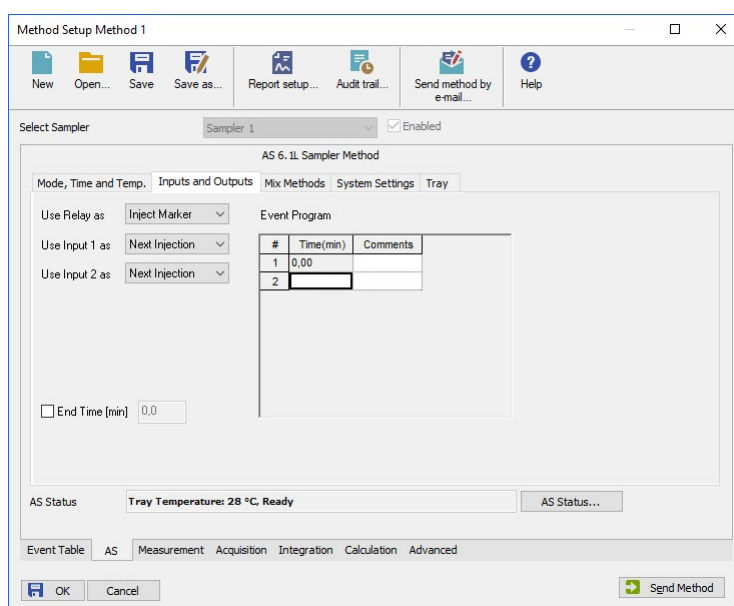 Method Setup Method 1
New Open... Save Save as... Report setup... Audit trail... Send method by e-mail... Help
Select Sampler Sampler 1 Enabled
AS 6.1L Sampler Method
Mode, Time and Temp. Inputs and Outputs Mix Methods System Settings Tray
Use Relay as Inject Marker Event Program
Use Input 1 as Next Injection # Time(min) Comments
1 0,00
Use Input 2 as Next Injection 2
End Time [min] 0,0
AS Status Tray Temperature: 28 °C, Ready AS Status...
Event Table AS Measurement Acquisition Integration Calculation Advanced
OK Cancel Send Method